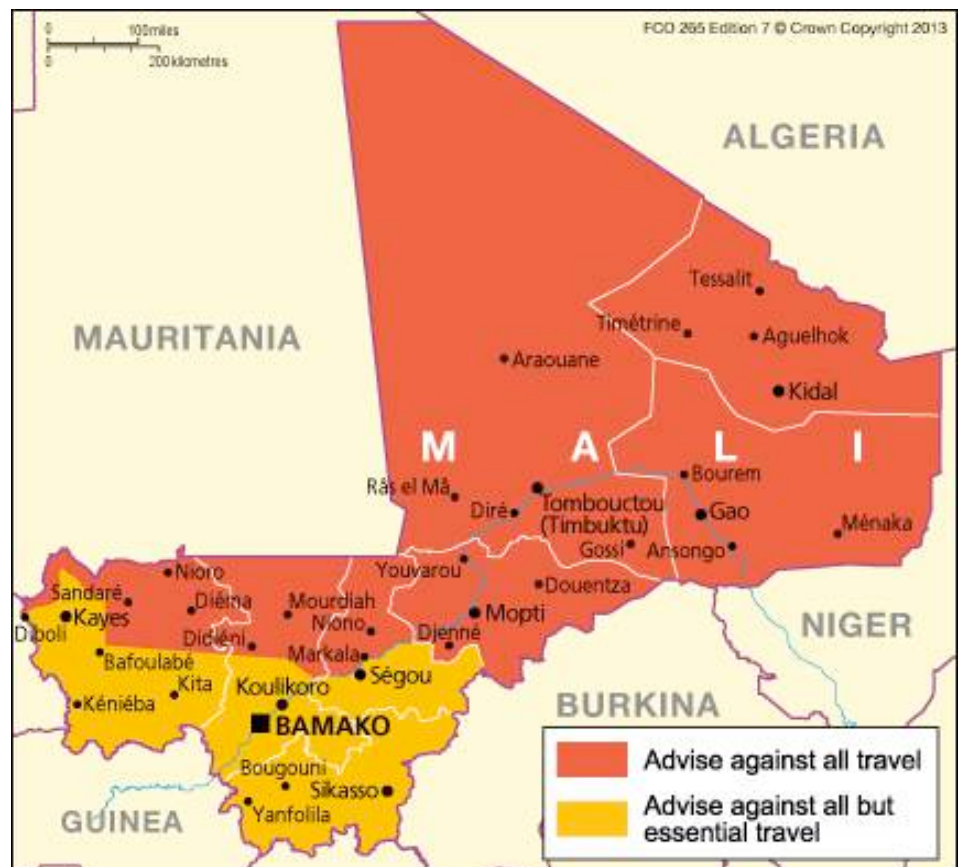 0 100miles
0 200kilometres
FCO 265 Edition 7 © Crown Copyright 2013
ALGERIA
MAURITANIA
Tessalit
Timétrine
Aguelhok
Araouane
Kidal
M A L I
Râs el Mâ
Bourem
Tombouctou
(Timbuktu)
Diré
Gao
Ménaka
Gossi
Ansongo
Youvarou
Nioro
Douentza
Sandaré
Diéma
Mourdiah
Kayes
Mopti
Niono
Diboli
NIGER
Didiéni
Djenné
Markala
Bafoulabé
Ségou
Kita
Koulikoro
Kéniéba
BURKINA
BAMAKO
Bougouni
Sikasso
Yanfolila
GUINEA
Advise against all travel
Advise against all but
essential travel